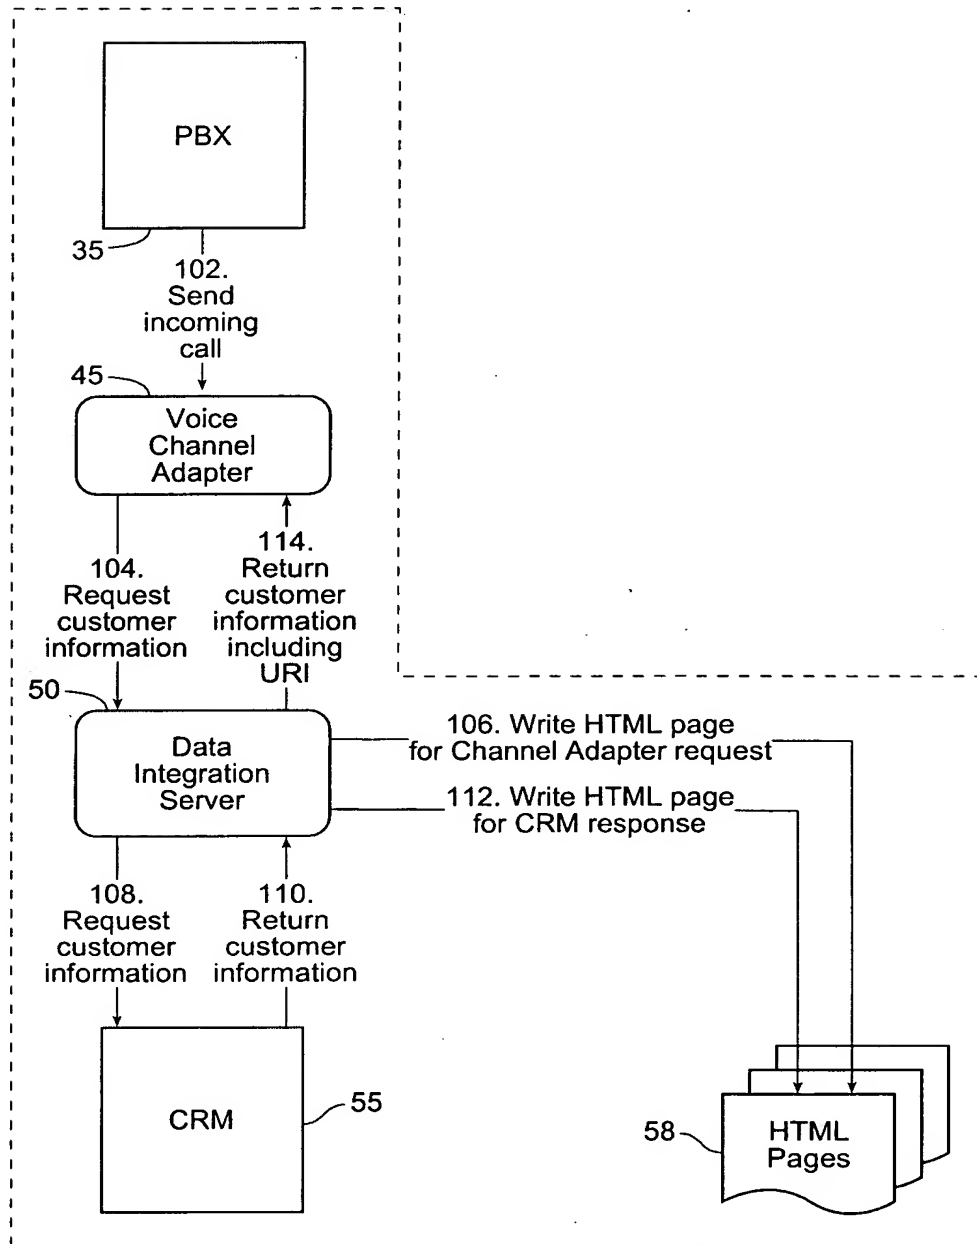 PBX
35
102.
Send
incoming
call
45
Voice
Channel
Adapter
104.
Request
customer
information
114.
Return
customer
information
including
URI
50
Data
Integration
Server
106. Write HTML page
for Channel Adapter request
112. Write HTML page
for CRM response
108.
Request
customer
information
110.
Return
customer
information
CRM
55
58
HTML
Pages